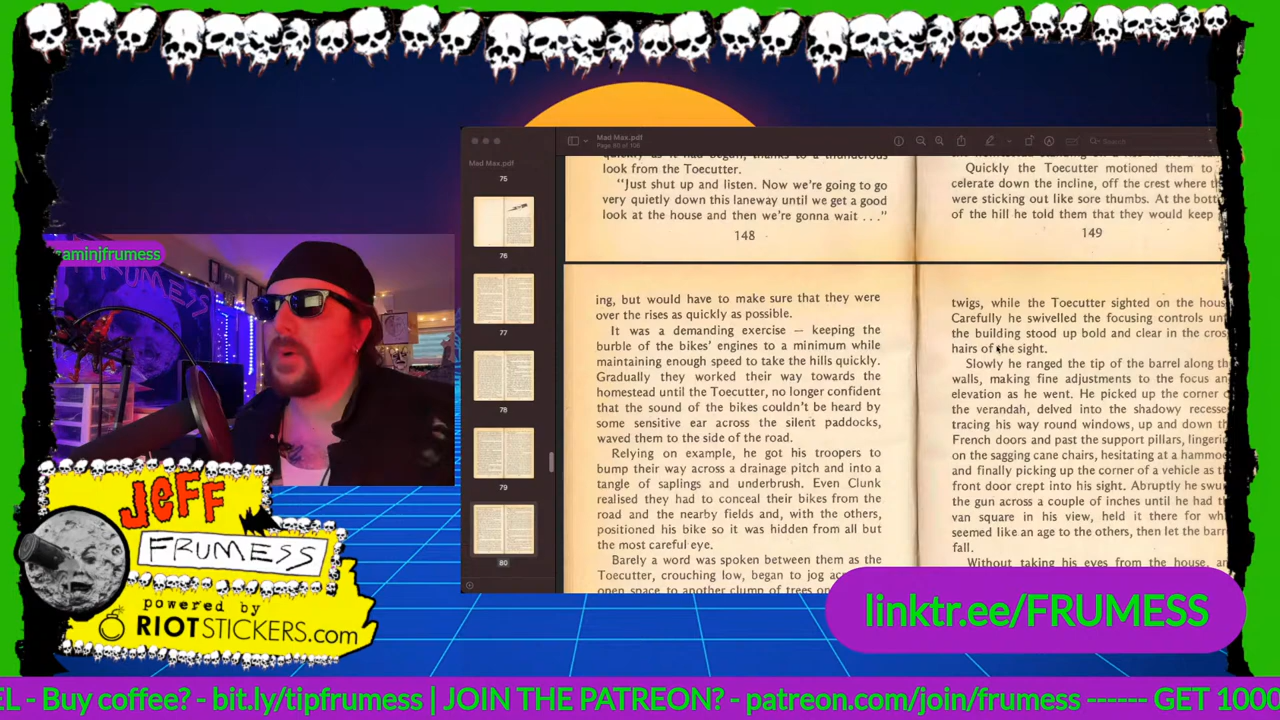 Mad Max.pdf
Page 80 of 106
Search
Mad Max.pdf
75
76
77
78
79
80
look from the Toecutter.
"Just shut up and listen. Now we're going to go
very quietly down this laneway until we get a good
look at the house and then we're gonna wait . . ."
148
Quickly the Toecutter motioned them to
celerate down the incline, off the crest where th
were sticking out like sore thumbs. At the bott
of the hill he told them that they would keep
149
ing, but would have to make sure that they were
over the rises as quickly as possible.
It was a demanding exercise — keeping the
burble of the bikes' engines to a minimum while
maintaining enough speed to take the hills quickly.
Gradually they worked their way towards the
homestead until the Toecutter, no longer confident
that the sound of the bikes couldn't be heard by
some sensitive ear across the silent paddocks,
waved them to the side of the road.
Relying on example, he got his troopers to
bump their way across a drainage pitch and into a
tangle of saplings and underbrush. Even Clunk
realised they had to conceal their bikes from the
road and the nearby fields and, with the others,
positioned his bike so it was hidden from all but
the most careful eye.
Barely a word was spoken between them as the
Toecutter, crouching low, began to jog
open space to another clump of trees
twigs, while the Toecutter sighted on the hous
Carefully he swivelled the focusing controls un
the building stood up bold and clear in the cros
hairs of the sight.
Slowly he ranged the tip of the barrel along th
walls, making fine adjustments to the focus an
elevation as he went. He picked up the corner o
the verandah, delved into the shadowy recesse
tracing his way round windows, up and down th
French doors and past the support pillars, lingeri
on the sagging cane chairs, hesitating at a hammo
and finally picking up the corner of a vehicle as t
front door crept into his sight. Abruptly he swu
the gun across a couple of inches until he had t
van square in his view, held it there for wh
seemed like an age to the others, then let the barr
fall.
Without taking his eyes from the house, an
aminjfrumess
FRUMESS
JEFF
FRUMESS
powered by
RIOTSTICKERS.com
linktr.ee/FRUMESS
EL - Buy coffee? - bit.ly/tipfrumess | JOIN THE PATREON? - patreon.com/join/frumess ------ GET 1000